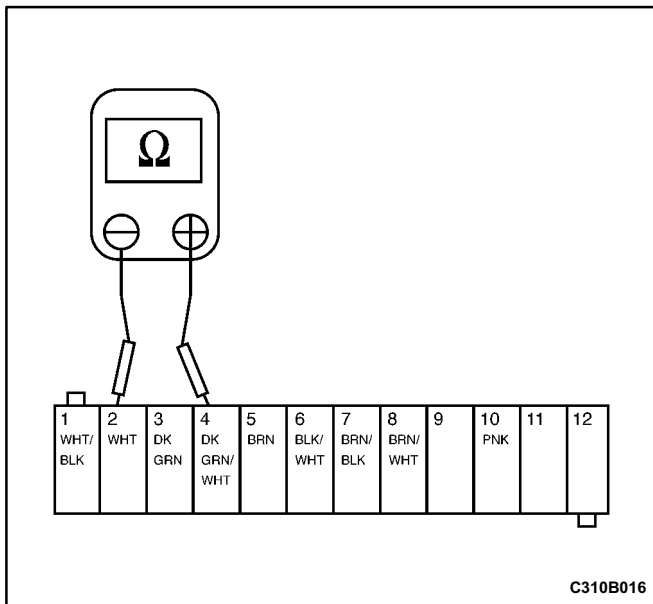 Ω
1 2 3 4 5 6 7 8 9 10 11 12
WHT/ WHT DK DK BRN BLK/ BRN/ BRN/ PNK
BLK GRN GRN/ WHT BLK WHT
WHT
C310B016